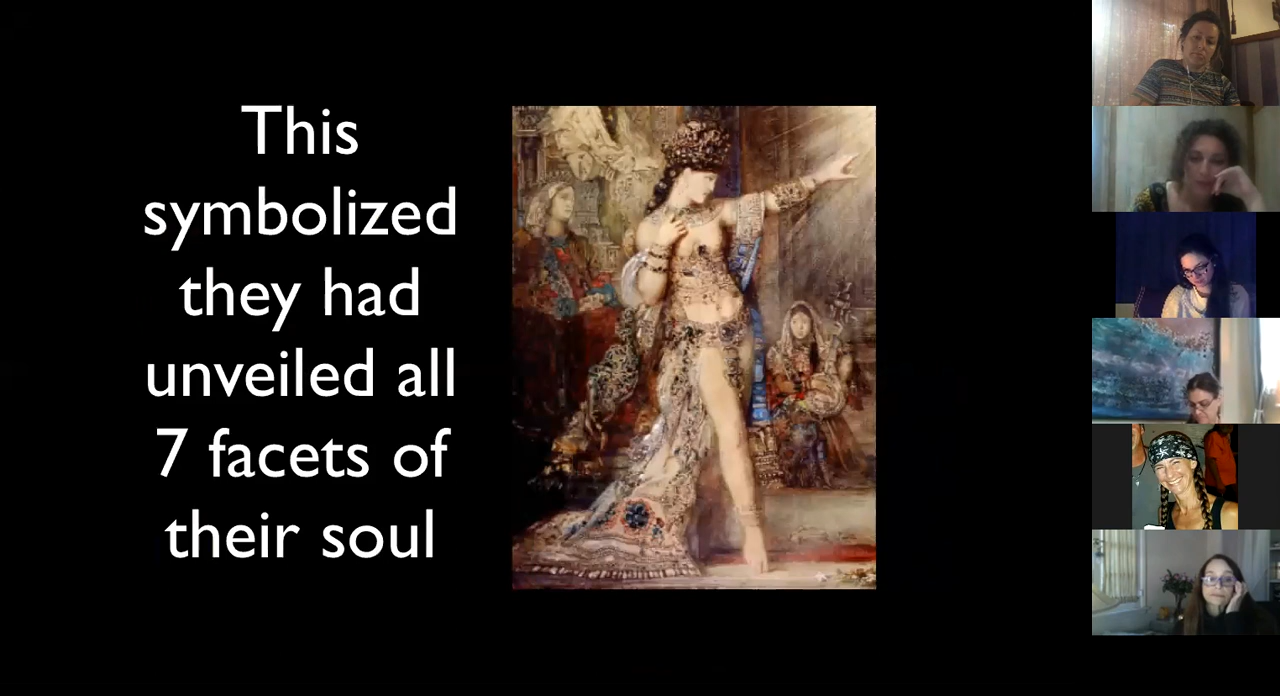 This
symbolized
they had
unveiled all
7 facets of
their soul